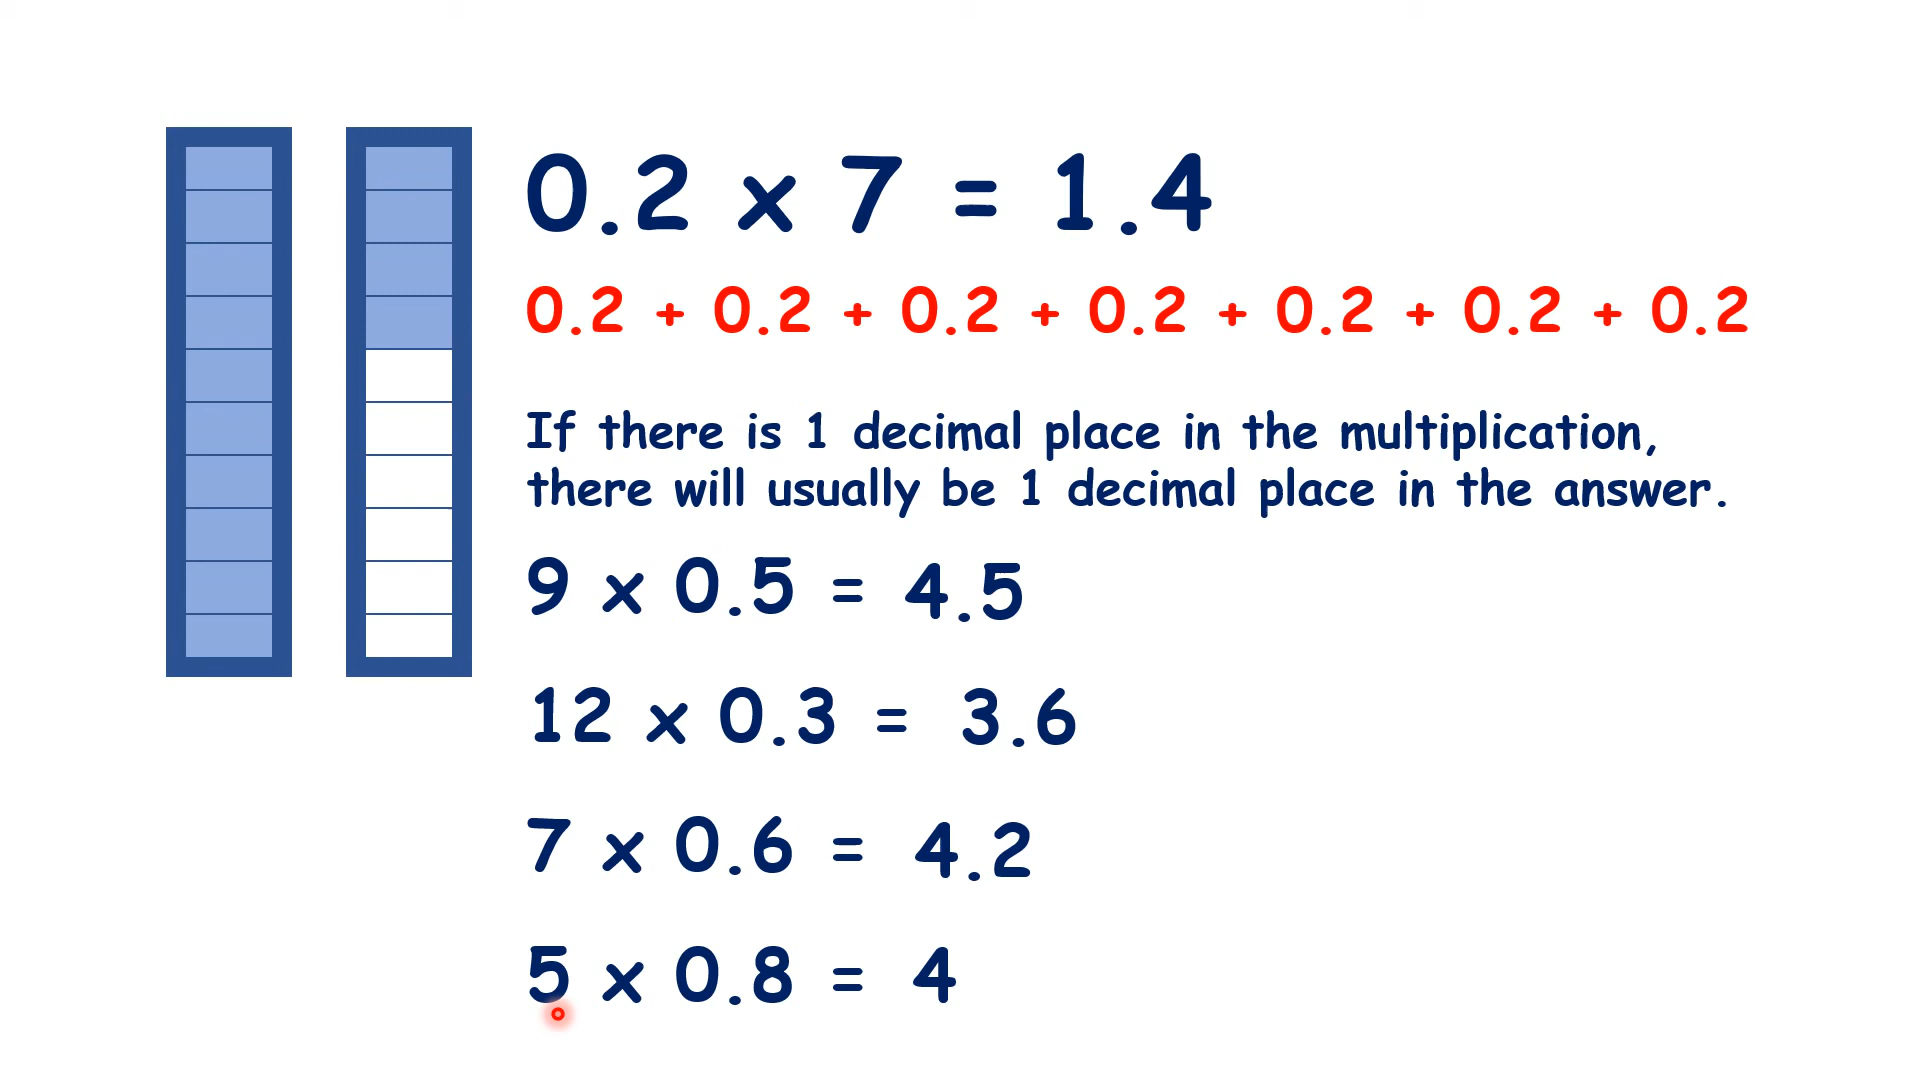 0.2 x 7 = 1.4
0.2 + 0.2 + 0.2 + 0.2 + 0.2 + 0.2 + 0.2
If there is 1 decimal place in the multiplication,
there will usually be 1 decimal place in the answer.
9 x 0.5 = 4.5
12 x 0.3 = 3.6
7 x 0.6 = 4.2
5 x 0.8 = 4